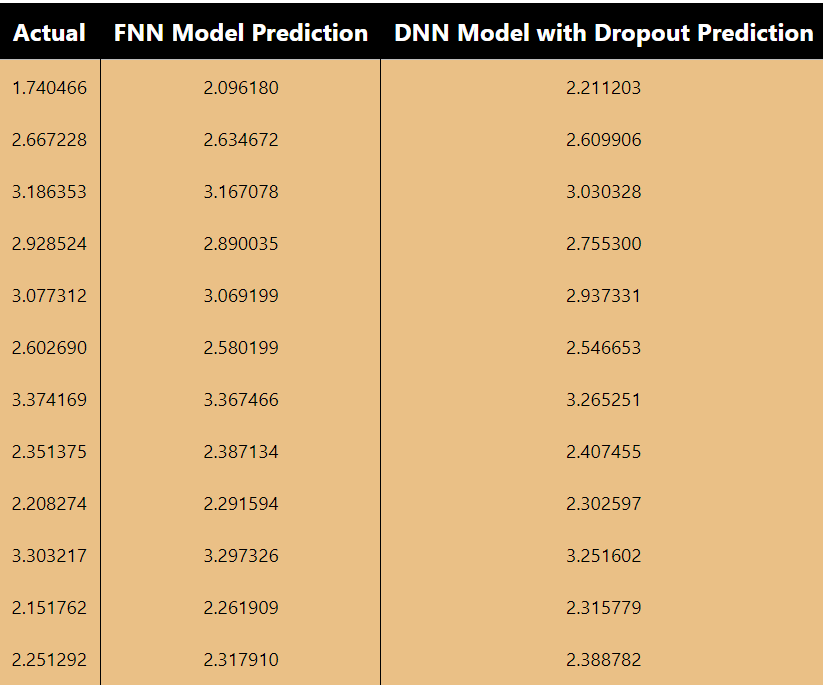 Actual FNN Model Prediction DNN Model with Dropout Prediction
1.740466 2.096180 2.211203
2.667228 2.634672 2.609906
3.186353 3.167078 3.030328
2.928524 2.890035 2.755300
3.077312 3.069199 2.937331
2.602690 2.580199 2.546653
3.374169 3.367466 3.265251
2.351375 2.387134 2.407455
2.208274 2.291594 2.302597
3.303217 3.297326 3.251602
2.151762 2.261909 2.315779
2.251292 2.317910 2.388782